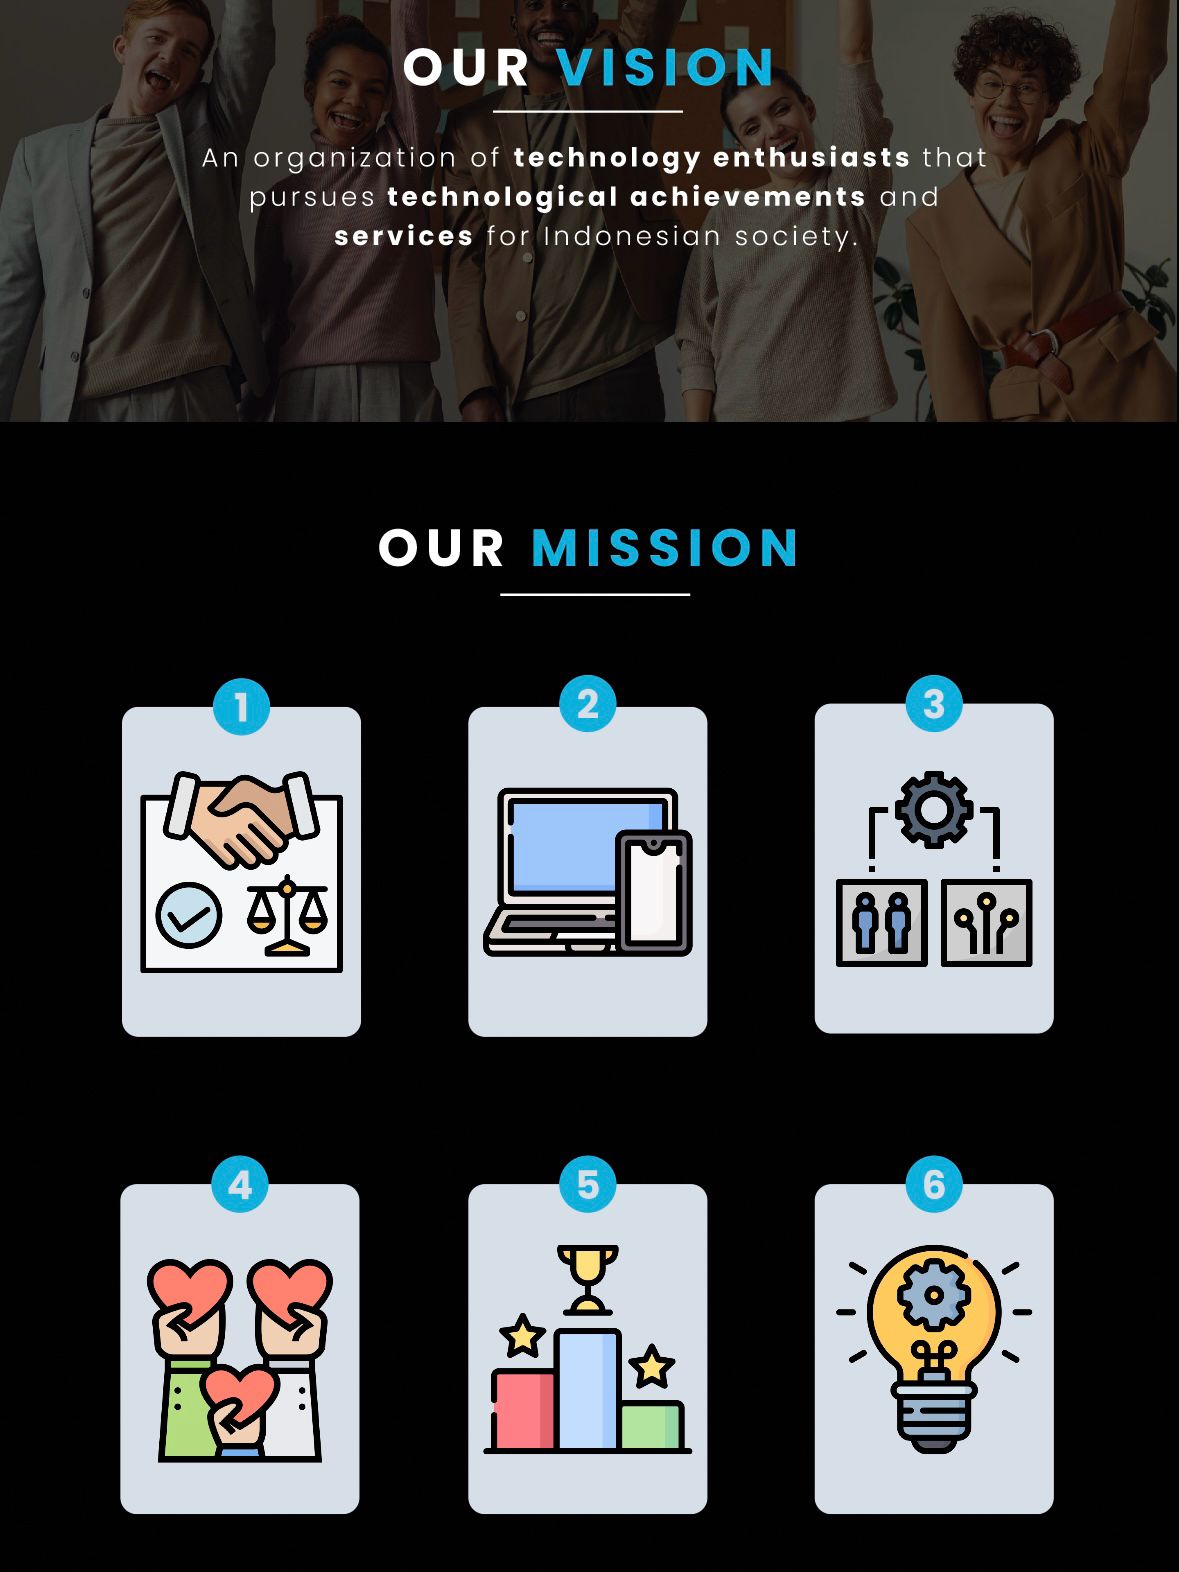 OUR VISION
An organization of technology enthusiasts that
pursues technological achievements and
services for Indonesian society.
OUR MISSION
1
2
3
4
5
6